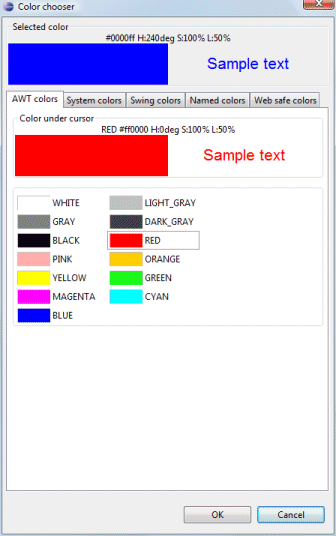 Color chooser
Selected color
#0000ff H:240deg S:100% L:50%
Sample text
AWT colors System colors Swing colors Named colors Web safe colors
Color under cursor
RED #ff0000 H:0deg S:100% L:50%
Sample text
WHITE LIGHT_GRAY
GRAY DARK_GRAY
BLACK RED
PINK ORANGE
YELLOW GREEN
MAGENTA CYAN
BLUE
OK Cancel